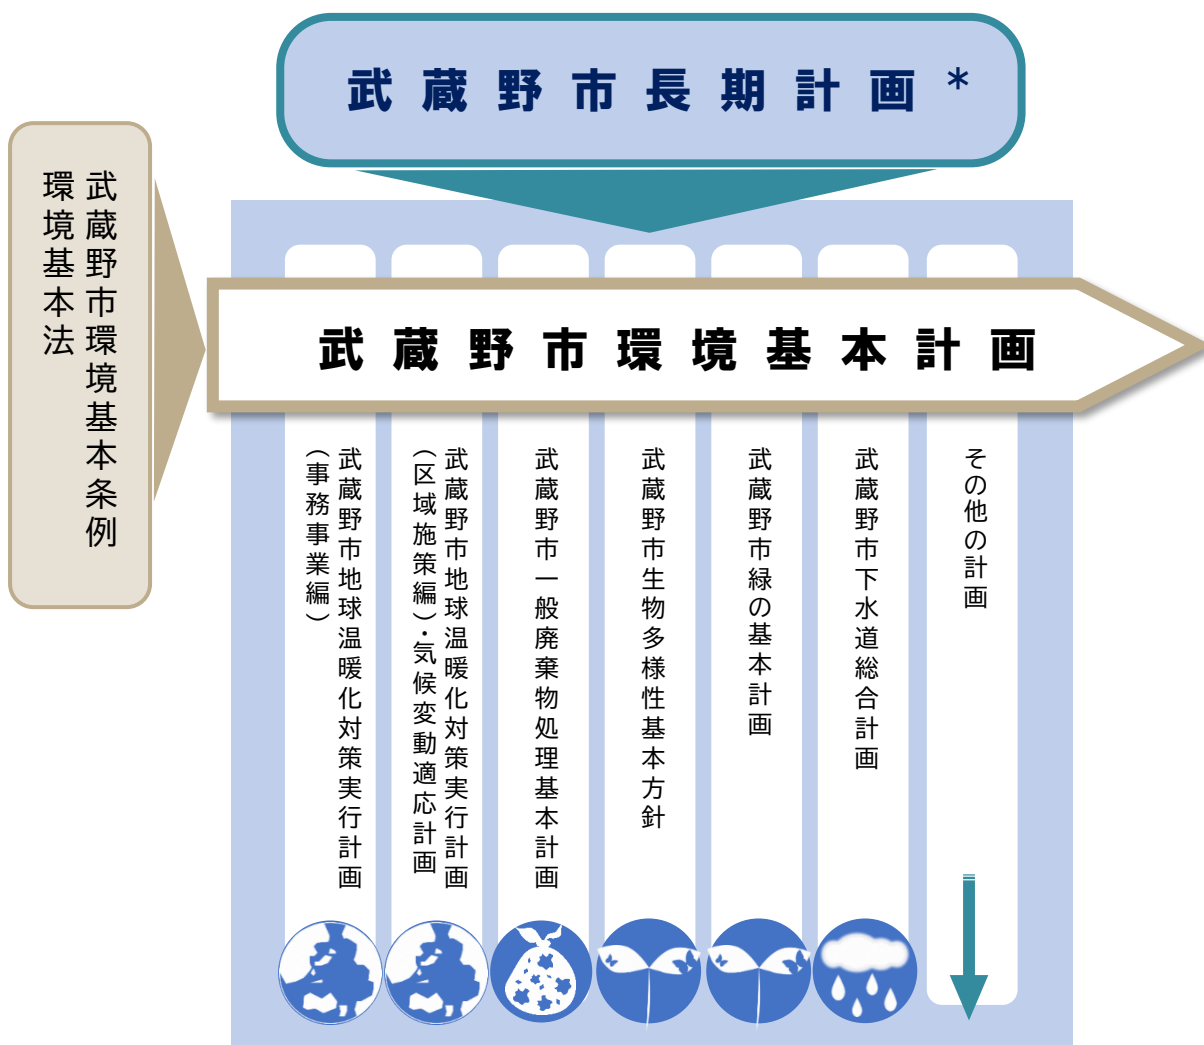 武蔵野市長期計画*
武蔵野市環境基本条例
環境基本法
武蔵野市環境基本計画
武蔵野市地球温暖化対策実行計画
（事務事業編）
武蔵野市地球温暖化対策実行計画
（区域施策編）・気候変動適応計画
武蔵野市一般廃棄物処理基本計画
武蔵野市生物多様性基本方針
武蔵野市緑の基本計画
武蔵野市下水道総合計画
その他の計画